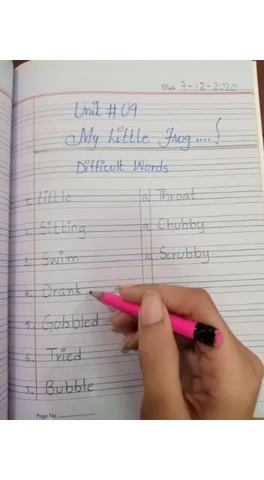 Date 7-12-2020
Unit # 09
My Little Frog ....!
Difficult Words
1. Little
2. Sitting
3. Swim
4. Drank
5. Gobbled
6. Tried
7. Bubble
8. Throat
9. Chubby
10. Scrubby
Page No.